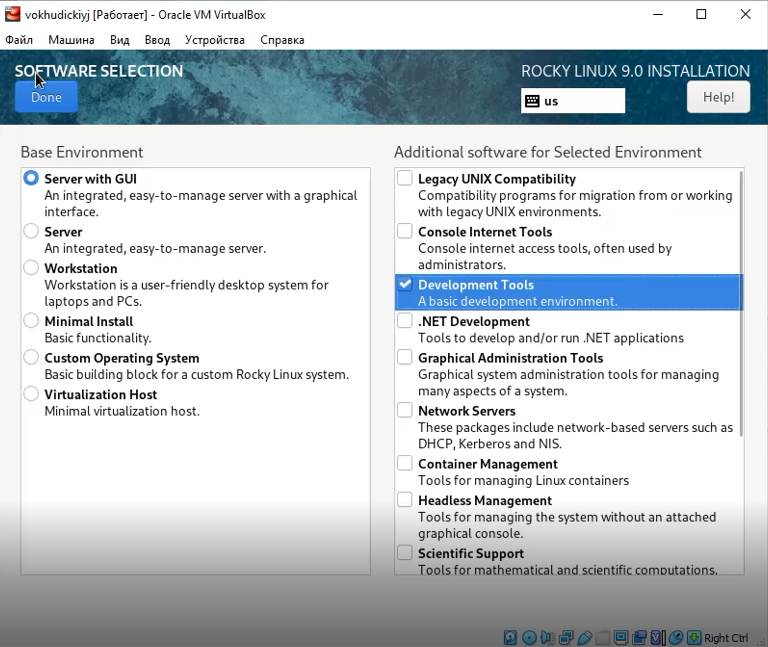 vokhudickiyj [Работает] - Oracle VM VirtualBox
Файл Машина Вид Ввод Устройства Справка
SOFTWARE SELECTION
Done
ROCKY LINUX 9.0 INSTALLATION
us
Help!
Base Environment
Server with GUI
An integrated, easy-to-manage server with a graphical
interface.
Server
An integrated, easy-to-manage server.
Workstation
Workstation is a user-friendly desktop system for
laptops and PCs.
Minimal Install
Basic functionality.
Custom Operating System
Basic building block for a custom Rocky Linux system.
Virtualization Host
Minimal virtualization host.
Additional software for Selected Environment
Legacy UNIX Compatibility
Compatibility programs for migration from or working
with legacy UNIX environments.
Console Internet Tools
Console internet access tools, often used by
administrators.
Development Tools
A basic development environment.
.NET Development
Tools to develop and/or run .NET applications
Graphical Administration Tools
Graphical system administration tools for managing
many aspects of a system.
Network Servers
These packages include network-based servers such as
DHCP, Kerberos and NIS.
Container Management
Tools for managing Linux containers
Headless Management
Tools for managing the system without an attached
graphical console.
Scientific Support
Tools for mathematical and scientific computations.
Right Ctrl